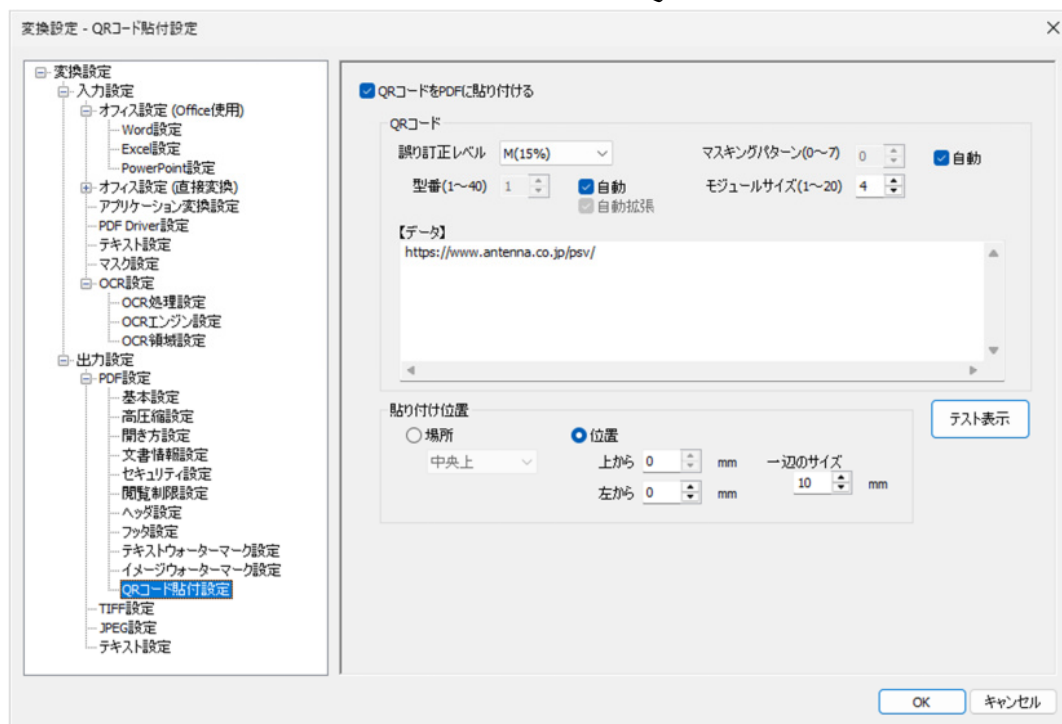 変換設定 - QRコード貼付設定
変換設定
入力設定
オフィス設定 (Office使用)
Word設定
Excel設定
PowerPoint設定
オフィス設定 (直接変換)
アプリケーション変換設定
PDF Driver設定
テキスト設定
マスク設定
OCR設定
OCR処理設定
OCRエンジン設定
OCR領域設定
出力設定
PDF設定
基本設定
高圧縮設定
開き方設定
文書情報設定
セキュリティ設定
閲覧制限設定
ヘッダ設定
フッタ設定
テキストウォーターマーク設定
イメージウォーターマーク設定
QRコード貼付設定
TIFF設定
JPEG設定
テキスト設定
QRコードをPDFに貼り付ける
QRコード
誤り訂正レベル M(15%) マスキングパターン(0～7) 0 自動
型番(1～40) 1 自動 モジュールサイズ(1～20) 4
自動拡張
【データ】
https://www.antenna.co.jp/psv/
貼り付け位置
場所 位置
中央上 上から 0 mm 一辺のサイズ
左から 0 mm 10 mm
テスト表示
OK キャンセル